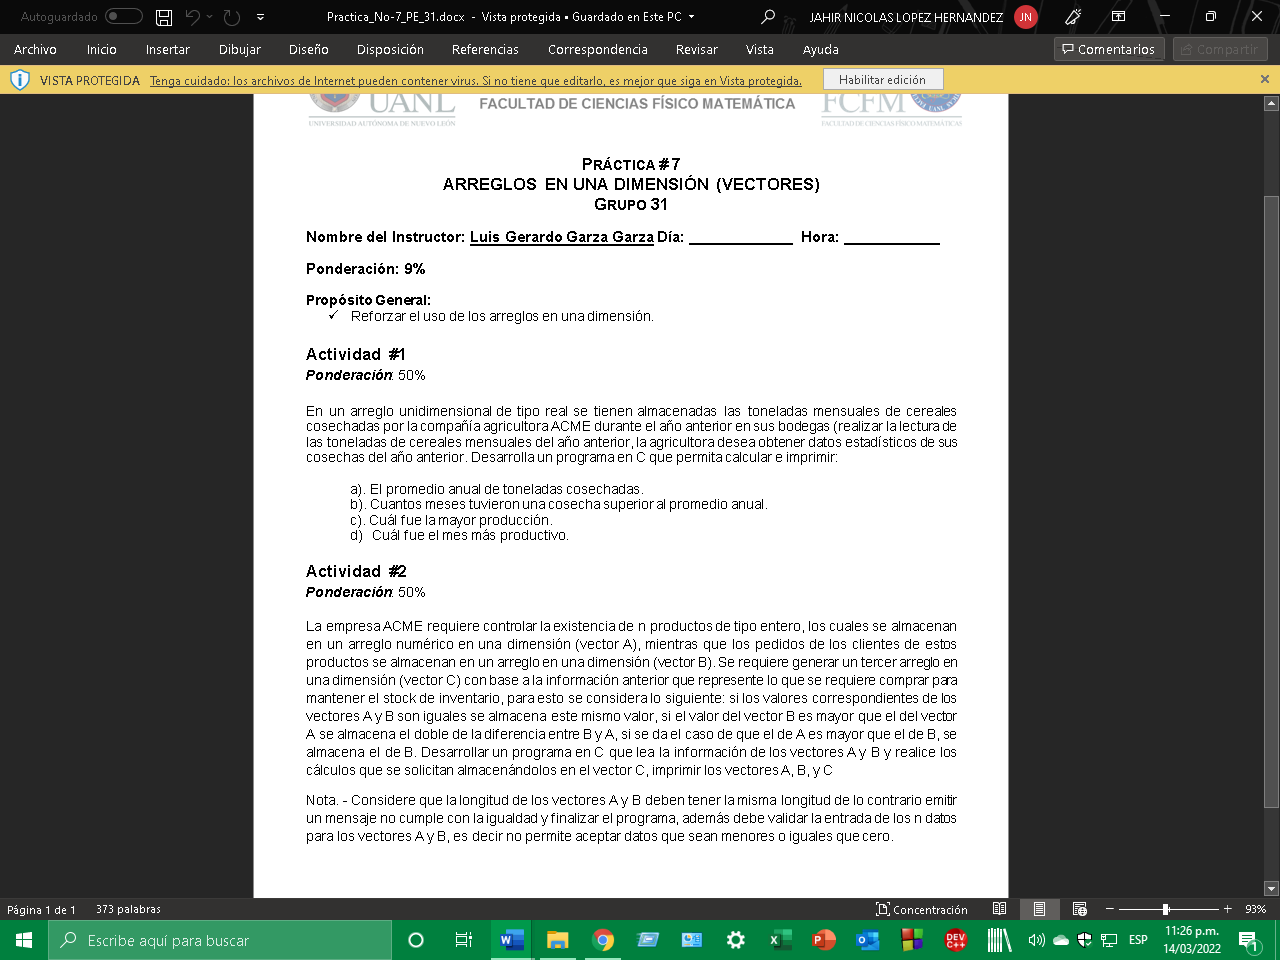 Autoguardado
Practica_No-7_PE_31.docx - Vista protegida • Guardado en Este PC
JAHIR NICOLAS LOPEZ HERNANDEZ
JN
Archivo Inicio Insertar Dibujar Diseño Disposición Referencias Correspondencia Revisar Vista Ayuda
Comentarios
Compartir
VISTA PROTEGIDA Tenga cuidado: los archivos de Internet pueden contener virus. Si no tiene que editarlo, es mejor que siga en Vista protegida.
Habilitar edición
UANL
UNIVERSIDAD AUTÓNOMA DE NUEVO LEÓN
FACULTAD DE CIENCIAS FÍSICO MATEMÁTICA
FCFM
FACULTAD DE CIENCIAS FÍSICO MATEMÁTICAS
PRÁCTICA # 7
ARREGLOS EN UNA DIMENSIÓN (VECTORES)
GRUPO 31
Nombre del Instructor: Luis Gerardo Garza Garza Día: _____________ Hora: ____________
Ponderación: 9%
Propósito General:
✓ Reforzar el uso de los arreglos en una dimensión.
Actividad #1
Ponderación: 50%
En un arreglo unidimensional de tipo real se tienen almacenadas las toneladas mensuales de cereales
cosechadas por la compañía agricultora ACME durante el año anterior en sus bodegas (realizar la lectura de
las toneladas de cereales mensuales del año anterior, la agricultora desea obtener datos estadísticos de sus
cosechas del año anterior. Desarrolla un programa en C que permita calcular e imprimir:
a). El promedio anual de toneladas cosechadas.
b). Cuantos meses tuvieron una cosecha superior al promedio anual.
c). Cuál fue la mayor producción.
d) Cuál fue el mes más productivo.
Actividad #2
Ponderación: 50%
La empresa ACME requiere controlar la existencia de n productos de tipo entero, los cuales se almacenan
en un arreglo numérico en una dimensión (vector A), mientras que los pedidos de los clientes de estos
productos se almacenan en un arreglo en una dimensión (vector B). Se requiere generar un tercer arreglo en
una dimensión (vector C) con base a la información anterior que represente lo que se requiere comprar para
mantener el stock de inventario, para esto se considera lo siguiente: si los valores correspondientes de los
vectores A y B son iguales se almacena este mismo valor, si el valor del vector B es mayor que el del vector
A se almacena el doble de la diferencia entre B y A, si se da el caso de que el de A es mayor que el de B, se
almacena el de B. Desarrollar un programa en C que lea la información de los vectores A y B y realice los
cálculos que se solicitan almacenándolos en el vector C, imprimir los vectores A, B, y C
Nota. - Considere que la longitud de los vectores A y B deben tener la misma longitud de lo contrario emitir
un mensaje no cumple con la igualdad y finalizar el programa, además debe validar la entrada de los n datos
para los vectores A y B, es decir no permite aceptar datos que sean menores o iguales que cero.
Página 1 de 1 373 palabras
Concentración
93%
Escribe aquí para buscar
DEV C++
ESP
11:26 p.m.
14/03/2022
1